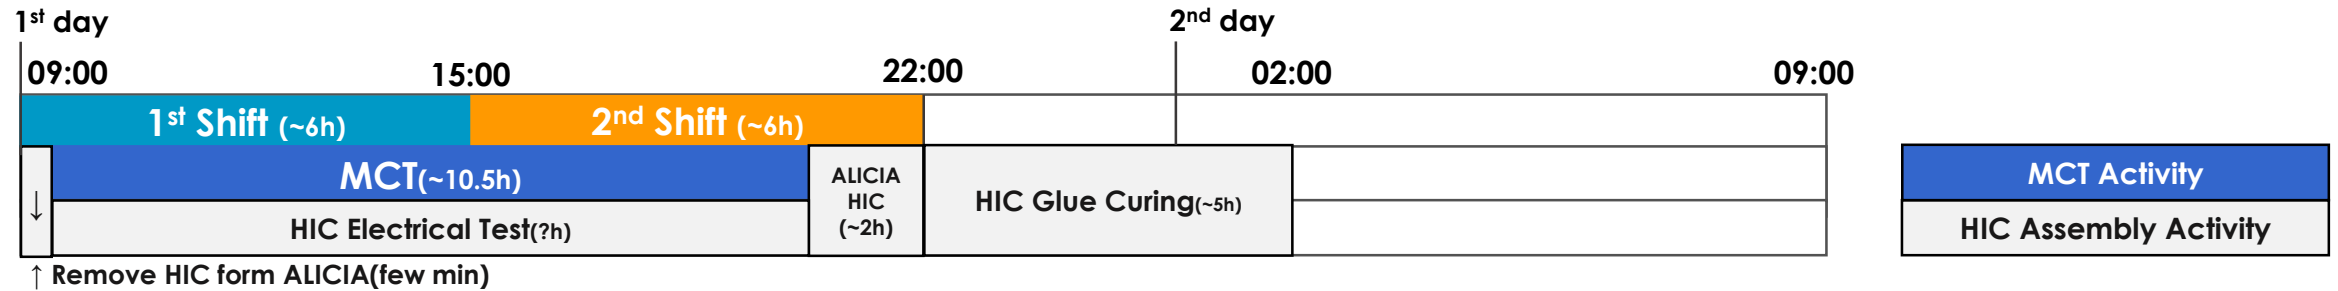 1st day
2nd day
09:00
15:00
22:00
02:00
09:00
1st Shift (~6h)
2nd Shift (~6h)
↓
MCT(~10.5h)
HIC Electrical Test(?h)
ALICIA
HIC
(~2h)
HIC Glue Curing(~5h)
MCT Activity
HIC Assembly Activity
↑ Remove HIC form ALICIA(few min)